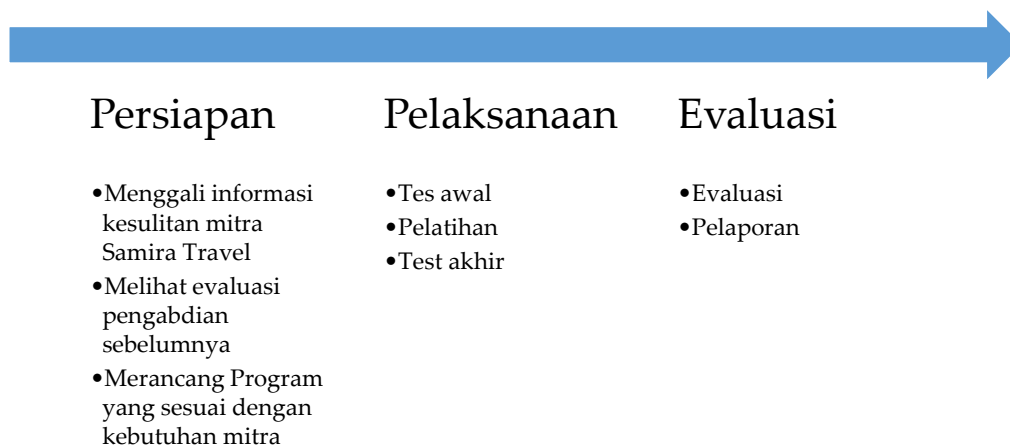 Persiapan
•Menggali informasi
kesulitan mitra
Samira Travel
•Melihat evaluasi
pengabdian
sebelumnya
•Merancang Program
yang sesuai dengan
kebutuhan mitra
Pelaksanaan
•Tes awal
•Pelatihan
•Test akhir
Evaluasi
•Evaluasi
•Pelaporan